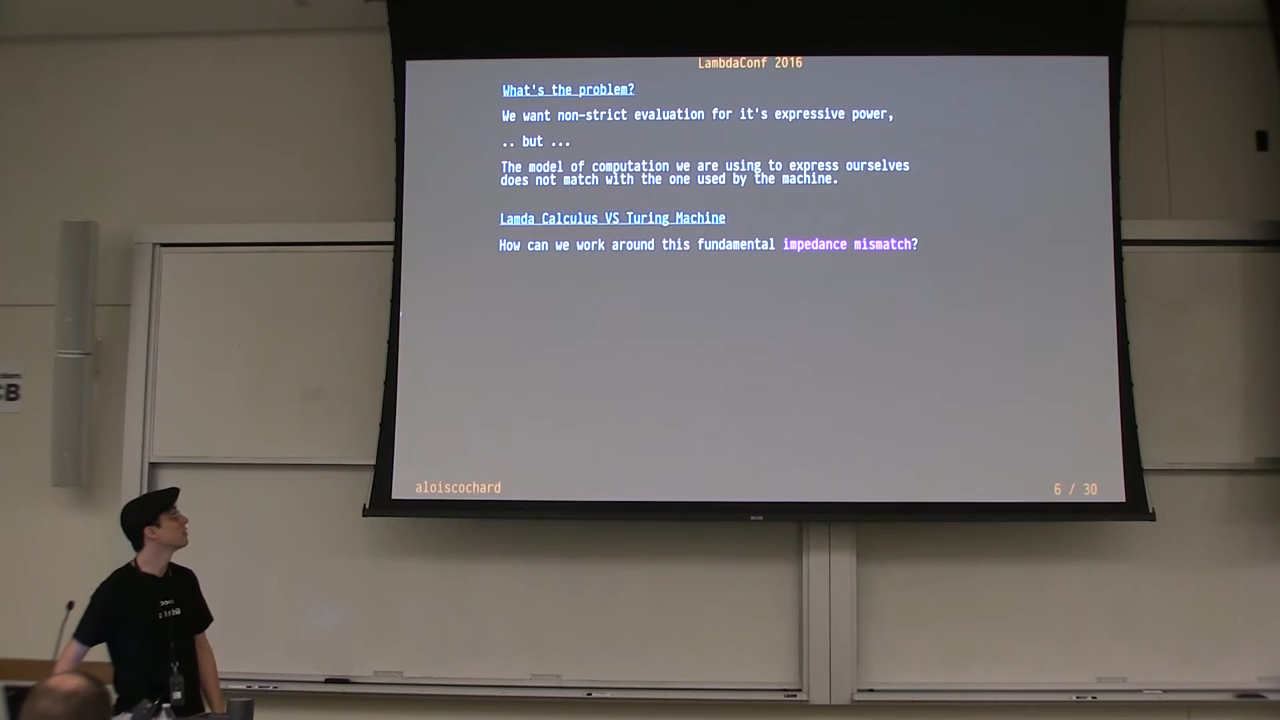 LambdaConf 2016
What's the problem?
We want non-strict evaluation for it's expressive power,
.. but ...
The model of computation we are using to express ourselves
does not match with the one used by the machine.
Lamda Calculus VS Turing Machine
How can we work around this fundamental impedance mismatch?
aloiscochard
6 / 30
CB